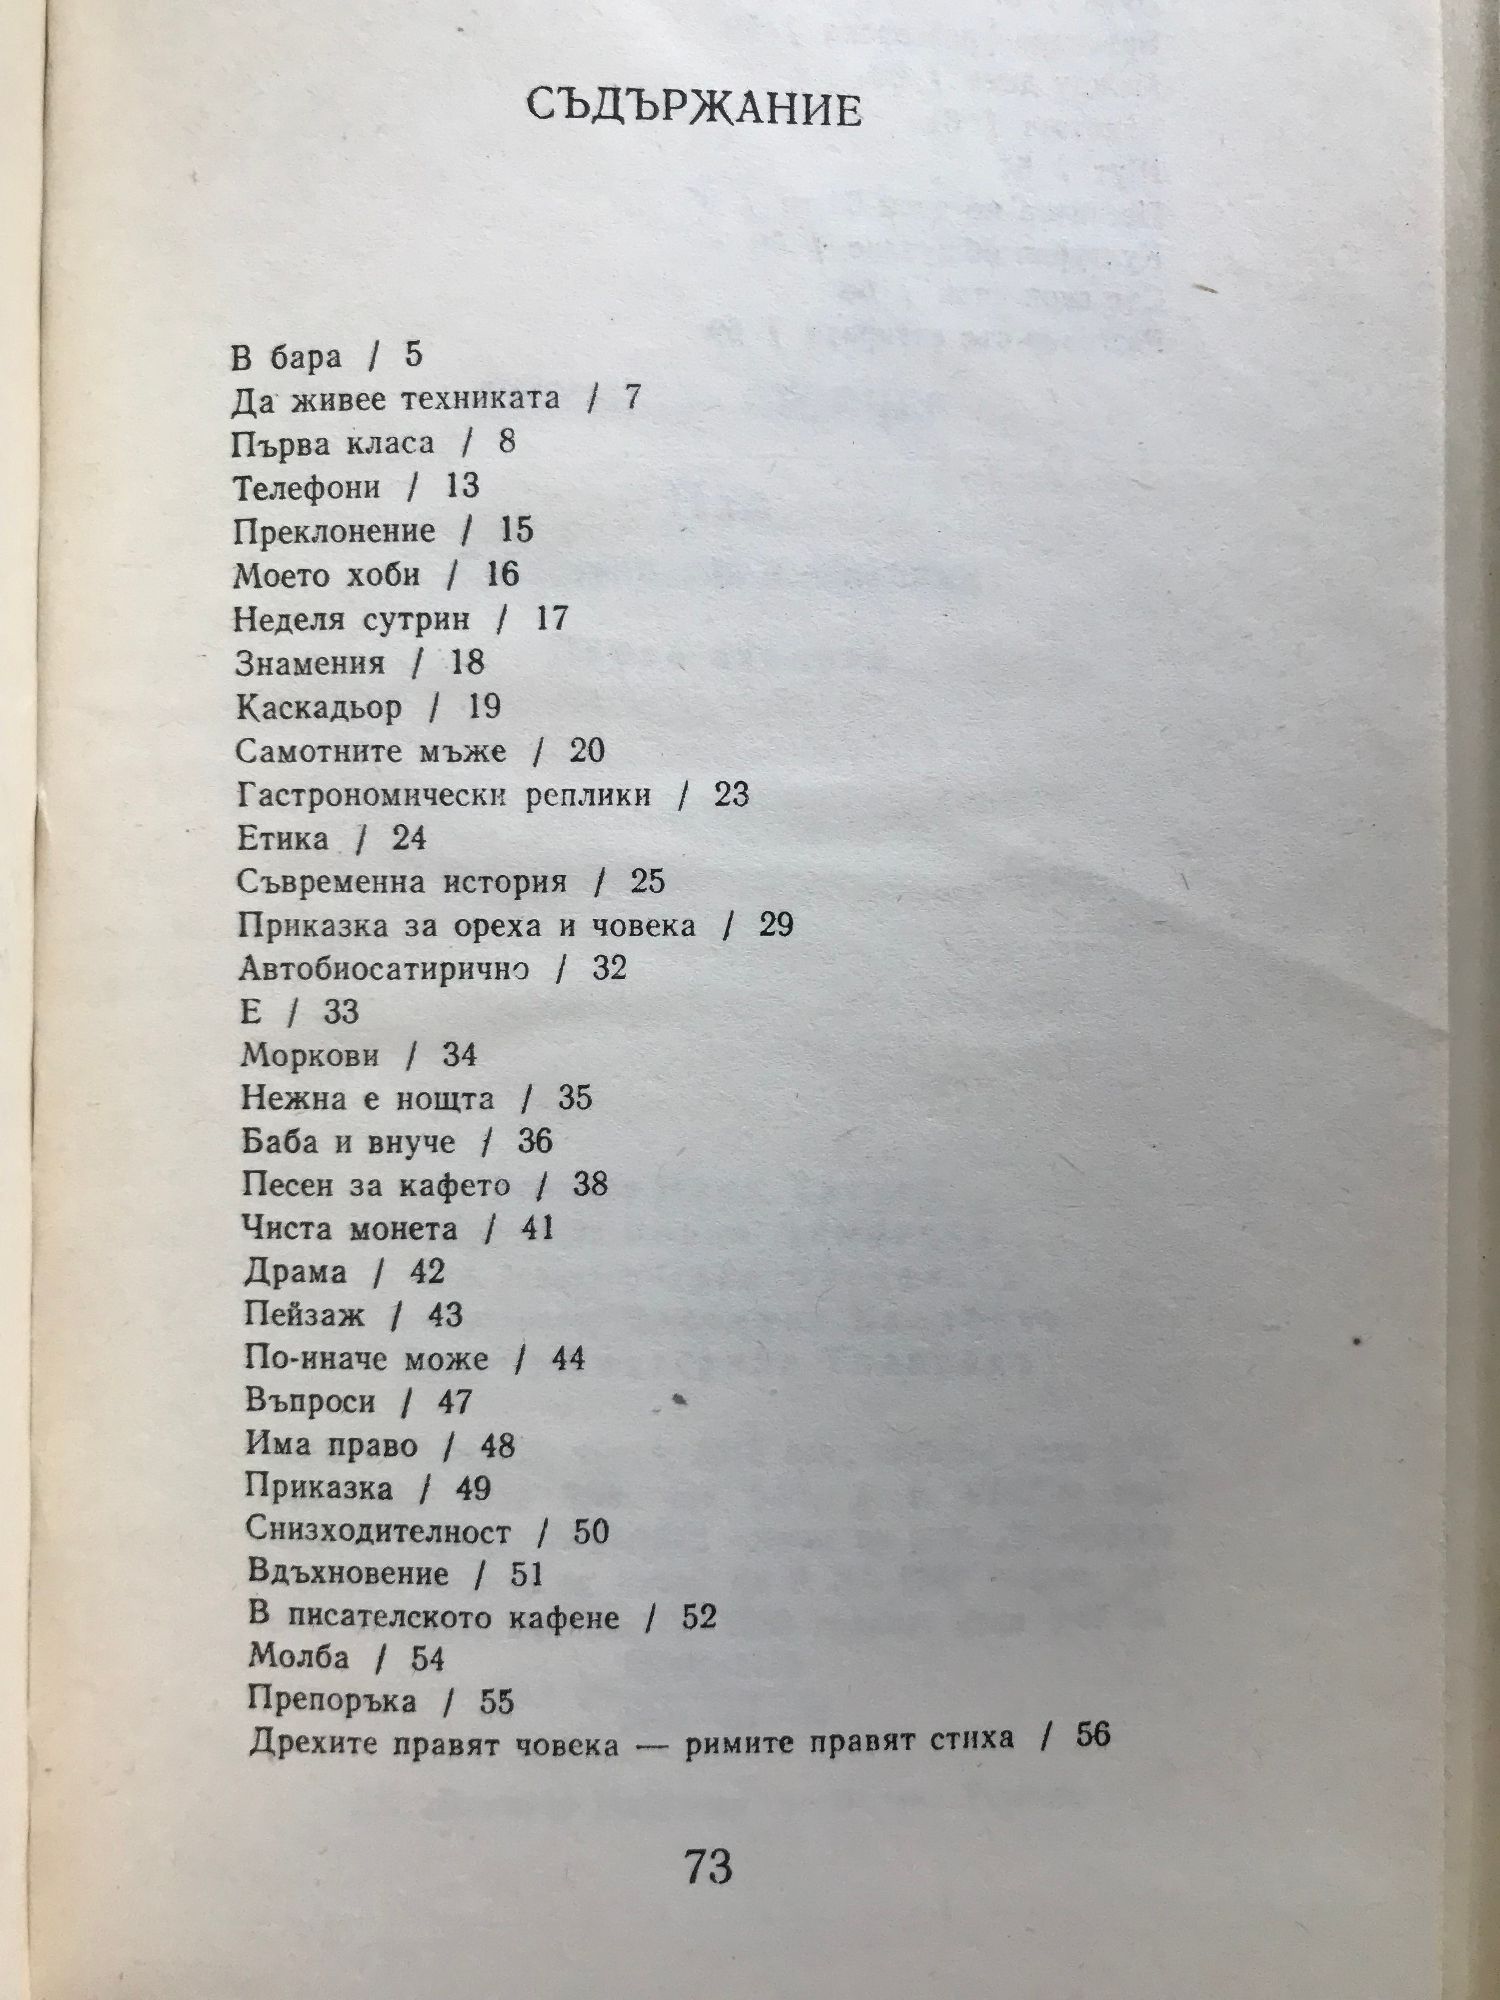 СЪДЪРЖАНИЕ
В бара / 5
Да живее техниката / 7
Първа класа / 8
Телефони / 13
Преклонение / 15
Моето хоби / 16
Неделя сутрин / 17
Знамения / 18
Каскадьор / 19
Самотните мъже / 20
Гастрономически реплики / 23
Етика / 24
Съвременна история / 25
Приказка за ореха и човека / 29
Автобиосатирично / 32
Е / 33
Моркови / 34
Нежна е нощта / 35
Баба и внуче / 36
Песен за кафето / 38
Чиста монета / 41
Драма / 42
Пейзаж / 43
По-иначе може / 44
Въпроси / 47
Има право / 48
Приказка / 49
Снизходителност / 50
Вдъхновение / 51
В писателското кафене / 52
Молба / 54
Препоръка / 55
Дрехите правят човека — римите правят стиха / 56
73